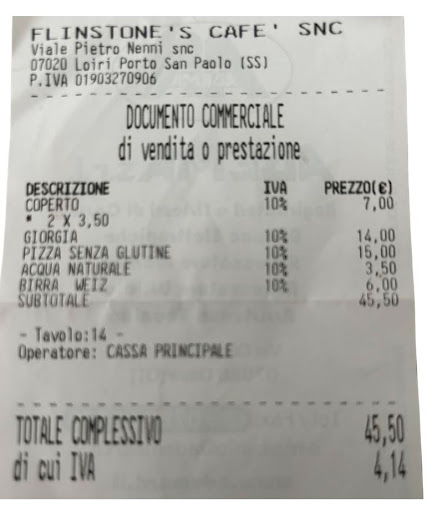 FLINSTONE'S CAFE' SNC
Viale Pietro Nenni snc
07020 Loiri Porto San Paolo (SS)
P.IVA 01903270906
DOCUMENTO COMMERCIALE
di vendita o prestazione
DESCRIZIONE IVA PREZZO(€)
COPERTO 10% 7,00
* 2 X 3,50
GIORGIA 10% 14,00
PIZZA SENZA GLUTINE 10% 15,00
ACQUA NATURALE 10% 3,50
BIRRA WEIZ 10% 6,00
SUBTOTALE 45,50
- Tavolo:14 -
Operatore: CASSA PRINCIPALE
TOTALE COMPLESSIVO 45,50
di cui IVA 4,14